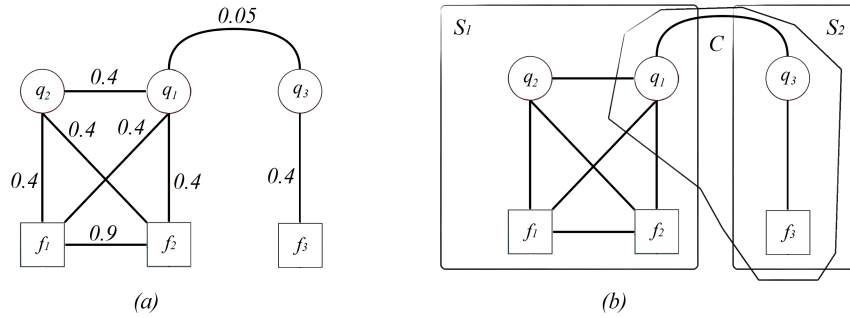 0.05
q₂ 0.4 q₁ q₃
0.4 0.4
0.4 0.4 0.4
f₁ 0.9 f₂ f₃
(a)
S₁ C S₂
q₂ q₁ q₃
f₁ f₂ f₃
(b)